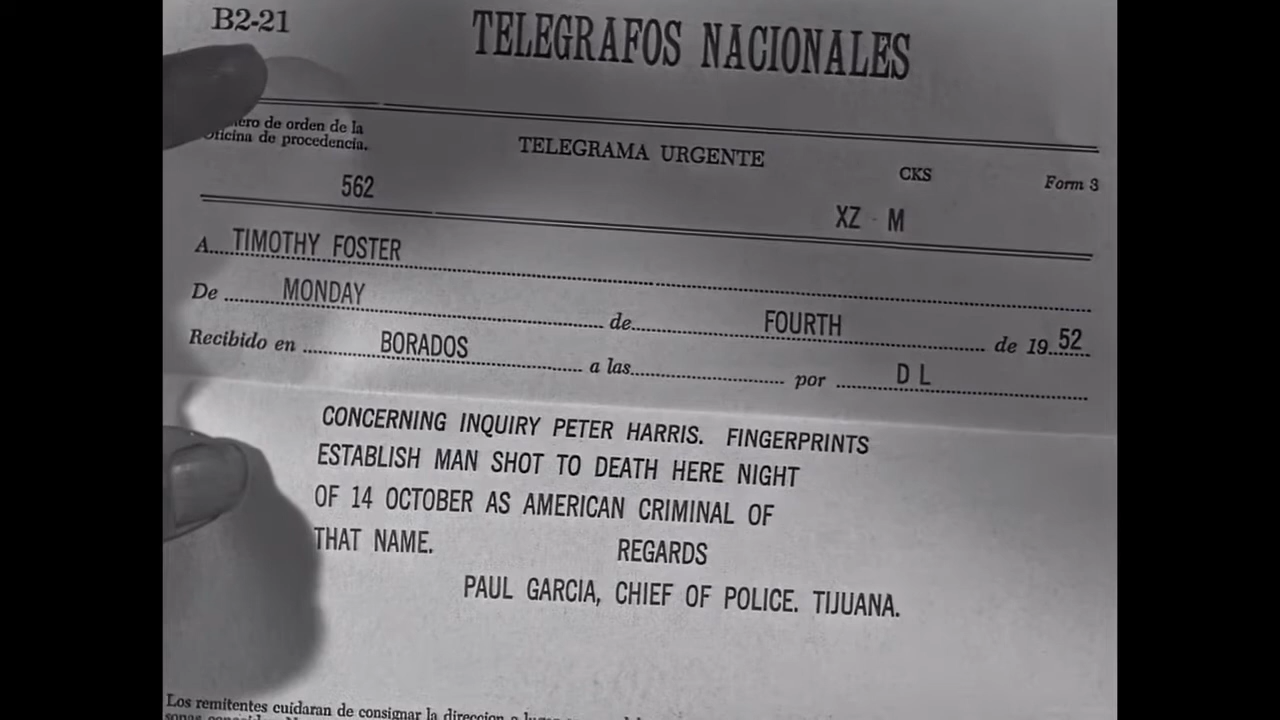 B2-21
TELEGRAFOS NACIONALES
de orden de la
Oficina de procedencia.
TELEGRAMA URGENTE
CKS
Form 3
562
XZ - M
A.... TIMOTHY FOSTER
De ........ MONDAY ........ de ........ FOURTH ........ de 19..52
Recibido en ........ BORADOS ........ a las ........ por ........ D L
CONCERNING INQUIRY PETER HARRIS. FINGERPRINTS
ESTABLISH MAN SHOT TO DEATH HERE NIGHT
OF 14 OCTOBER AS AMERICAN CRIMINAL OF
THAT NAME. REGARDS
PAUL GARCIA, CHIEF OF POLICE. TIJUANA.
Los remitentes cuidaran de consignar la direccion